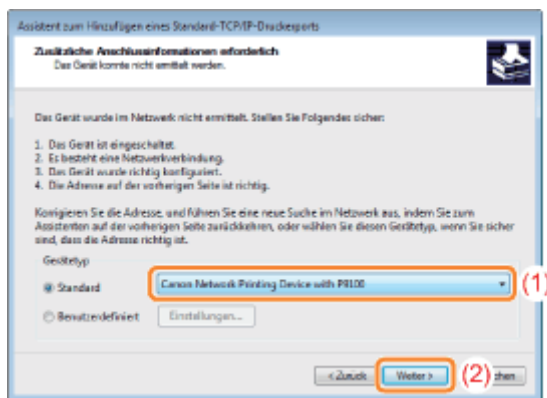 Assistent zum Hinzufügen eines Standard-TCP/IP-Druckerports
Zusätzliche Anschlussinformationen erforderlich
Das Gerät konnte nicht ermittelt werden.
Das Gerät wurde im Netzwerk nicht ermittelt. Stellen Sie Folgendes sicher:
1. Das Gerät ist eingeschaltet.
2. Es besteht eine Netzwerkverbindung.
3. Das Gerät wurde richtig konfiguriert.
4. Die Adresse auf der vorherigen Seite ist richtig.
Korrigieren Sie die Adresse, und führen Sie eine neue Suche im Netzwerk aus, indem Sie zum
Assistenten auf der vorherigen Seite zurückkehren, oder wählen Sie diesen Gerätetyp, wenn Sie sicher
sind, dass die Adresse richtig ist.
Gerätetyp
Standard Canon Network Printing Device with P9100 (1)
Benutzerdefiniert Einstellungen...
< Zurück Weiter > (2) chen